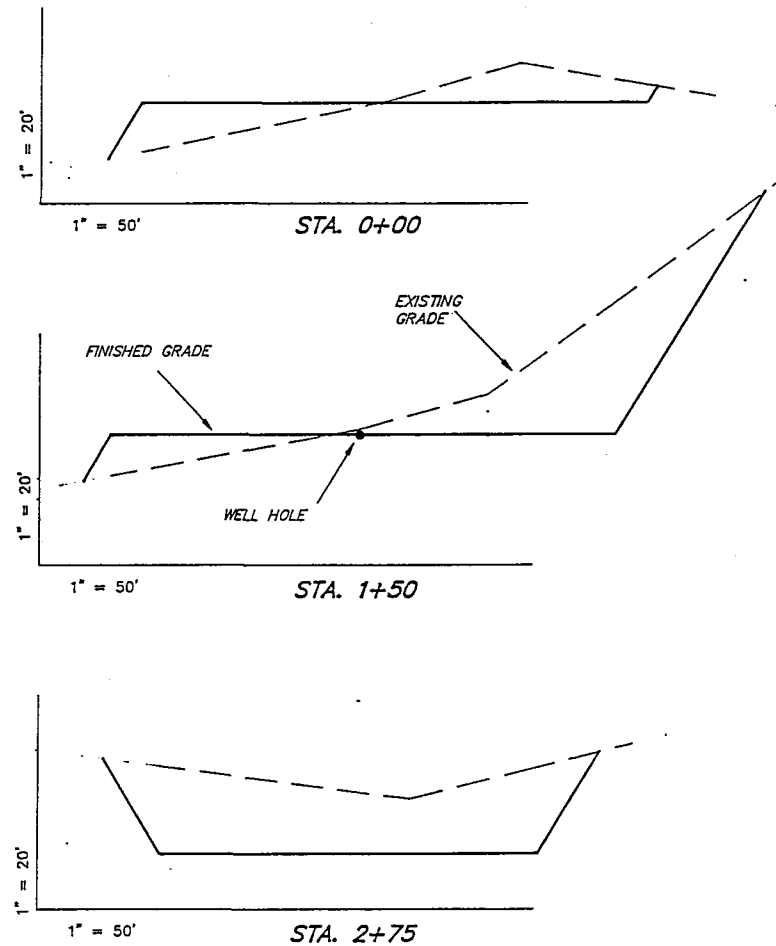 1" = 20'
1" = 50'
STA. 0+00
EXISTING
GRADE
FINISHED GRADE
WELL HOLE
1" = 20'
1" = 50'
STA. 1+50
1" = 20'
1" = 50'
STA. 2+75